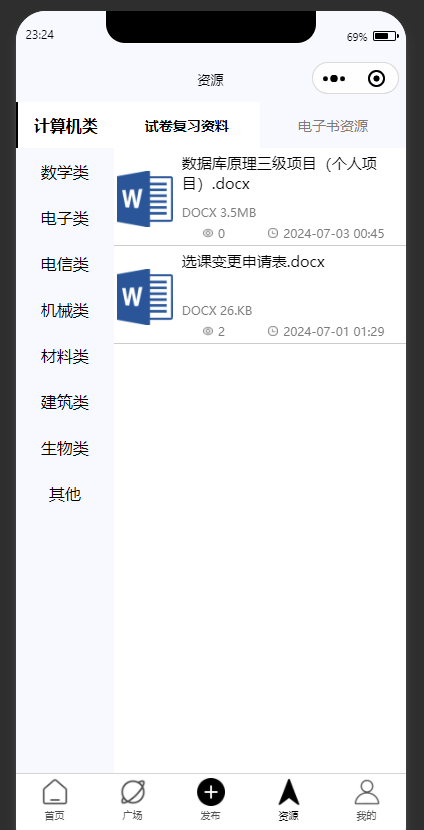 23:24
69%
资源
计算机类
试卷复习资料
电子书资源
数学类
电子类
电信类
机械类
材料类
建筑类
生物类
其他
W
数据库原理三级项目（个人项
目）.docx
DOCX 3.5MB
0
2024-07-03 00:45
W
选课变更申请表.docx
DOCX 26.KB
2
2024-07-01 01:29
首页
广场
发布
资源
我的